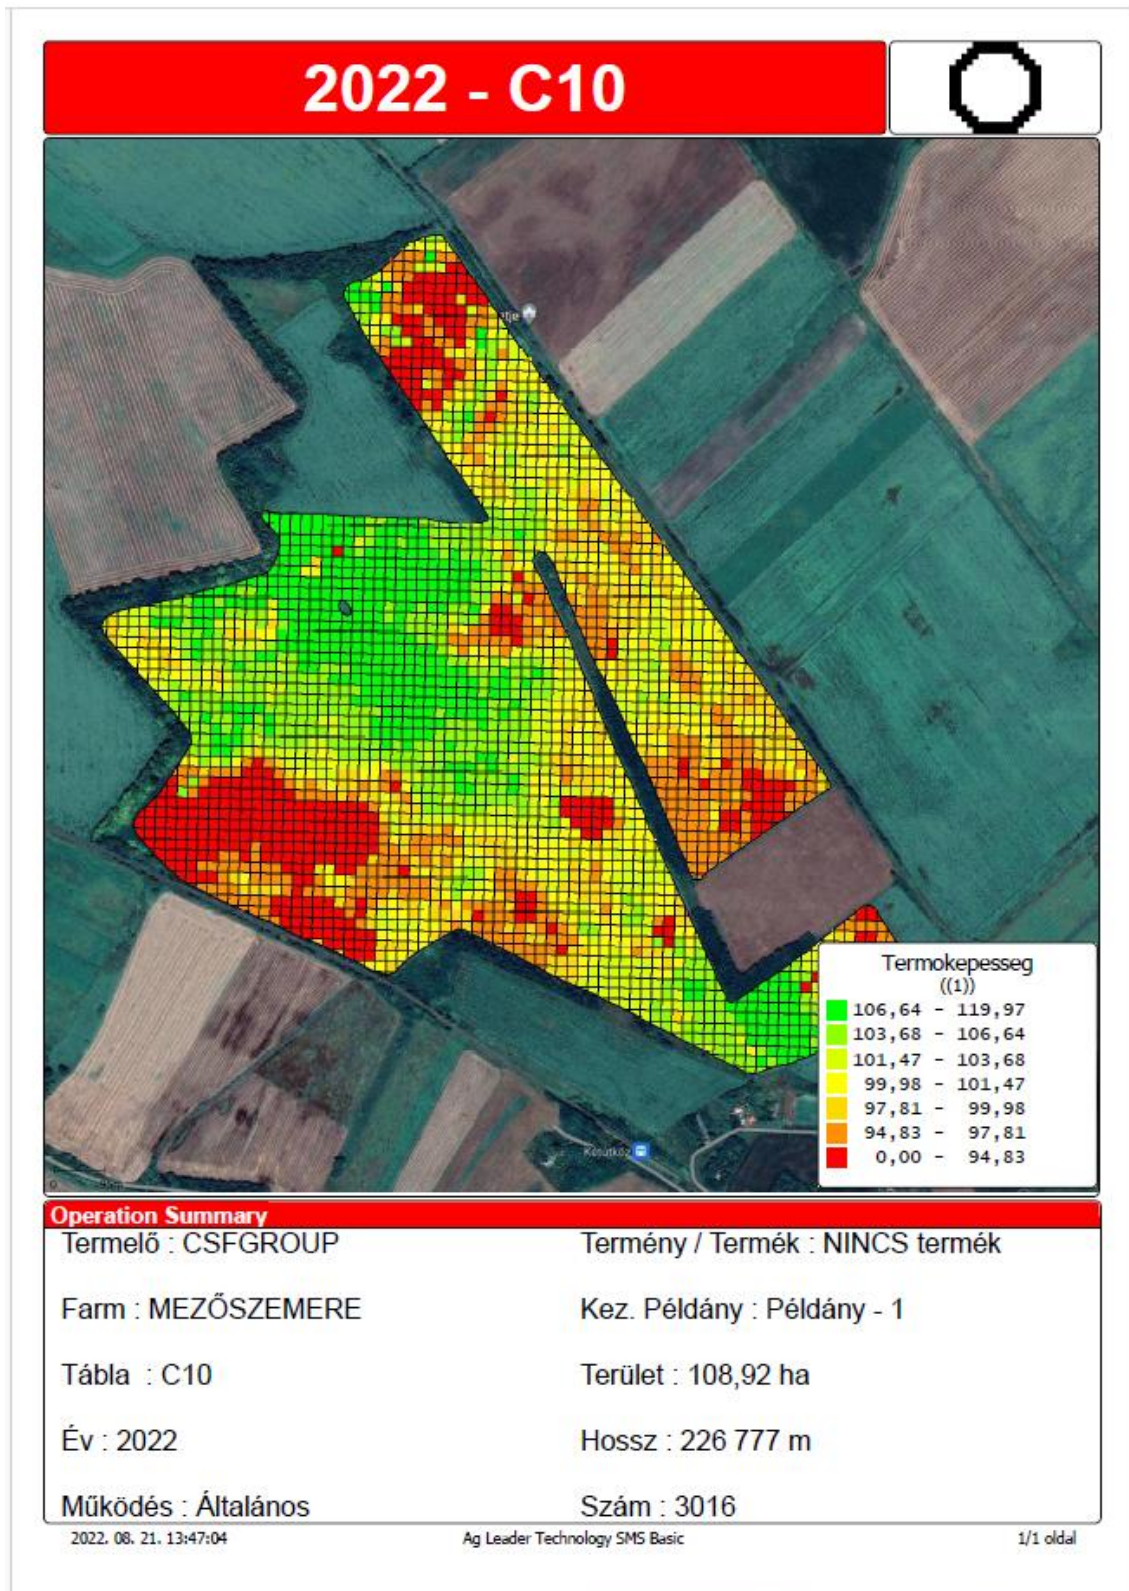 2022 - C10
tje
Késútköz
Termokepesseg
((1))
106,64 - 119,97
103,68 - 106,64
101,47 - 103,68
99,98 - 101,47
97,81 - 99,98
94,83 - 97,81
0,00 - 94,83
0
Operation Summary
Termelő : CSFGROUP
Termény / Termék : NINCS termék
Farm : MEZŐSZEMERE
Kez. Példány : Példány - 1
Tábla : C10
Terület : 108,92 ha
Év : 2022
Hossz : 226 777 m
Működés : Általános
Szám : 3016
2022. 08. 21. 13:47:04
Ag Leader Technology SMS Basic
1/1 oldal